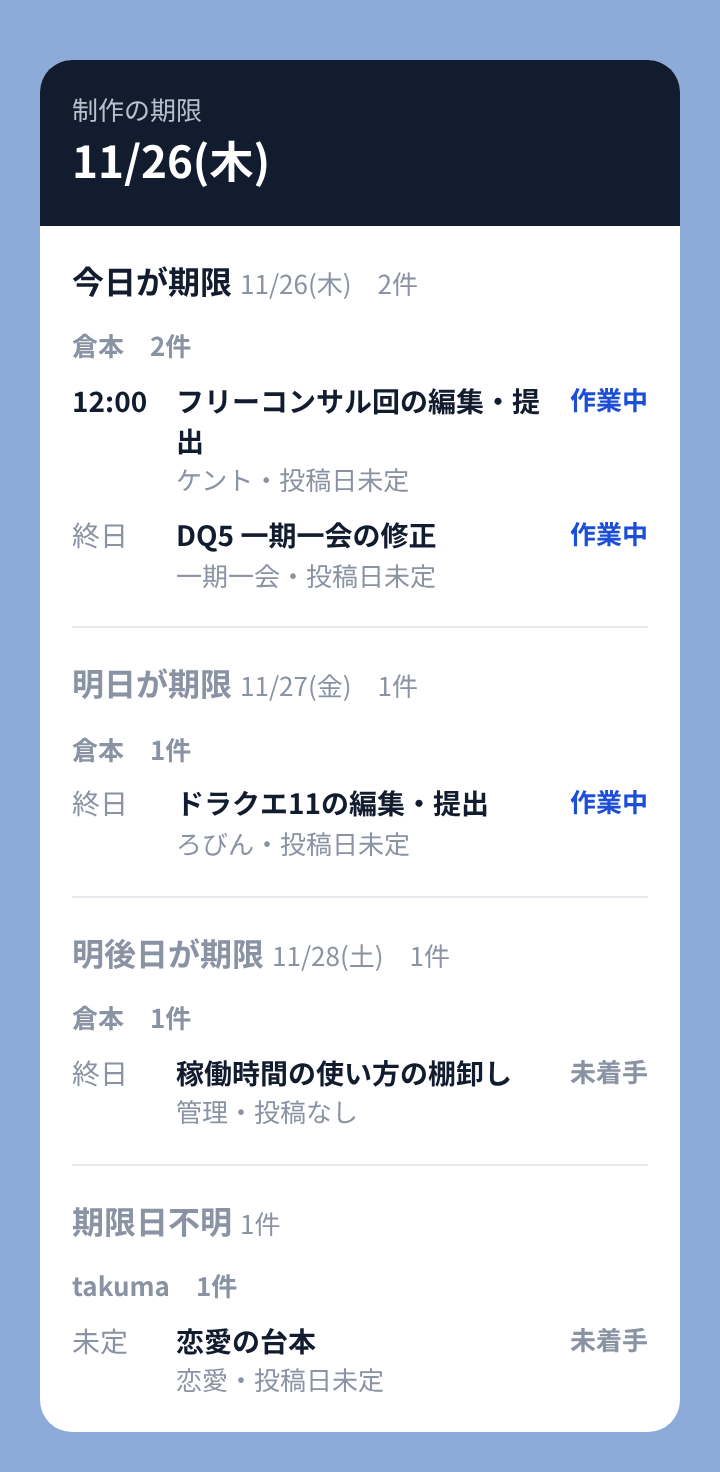 制作の期限
11/26(木)
今日が期限 11/26(木)　2件
倉本　2件
12:00　フリーコンサル回の編集・提　作業中
出
ケント・投稿日未定
終日　DQ5 一期一会の修正　作業中
一期一会・投稿日未定
明日が期限 11/27(金)　1件
倉本　1件
終日　ドラクエ11の編集・提出　作業中
ろびん・投稿日未定
明後日が期限 11/28(土)　1件
倉本　1件
終日　稼働時間の使い方の棚卸し　未着手
管理・投稿なし
期限日不明 1件
takuma　1件
未定　恋愛の台本　未着手
恋愛・投稿日未定